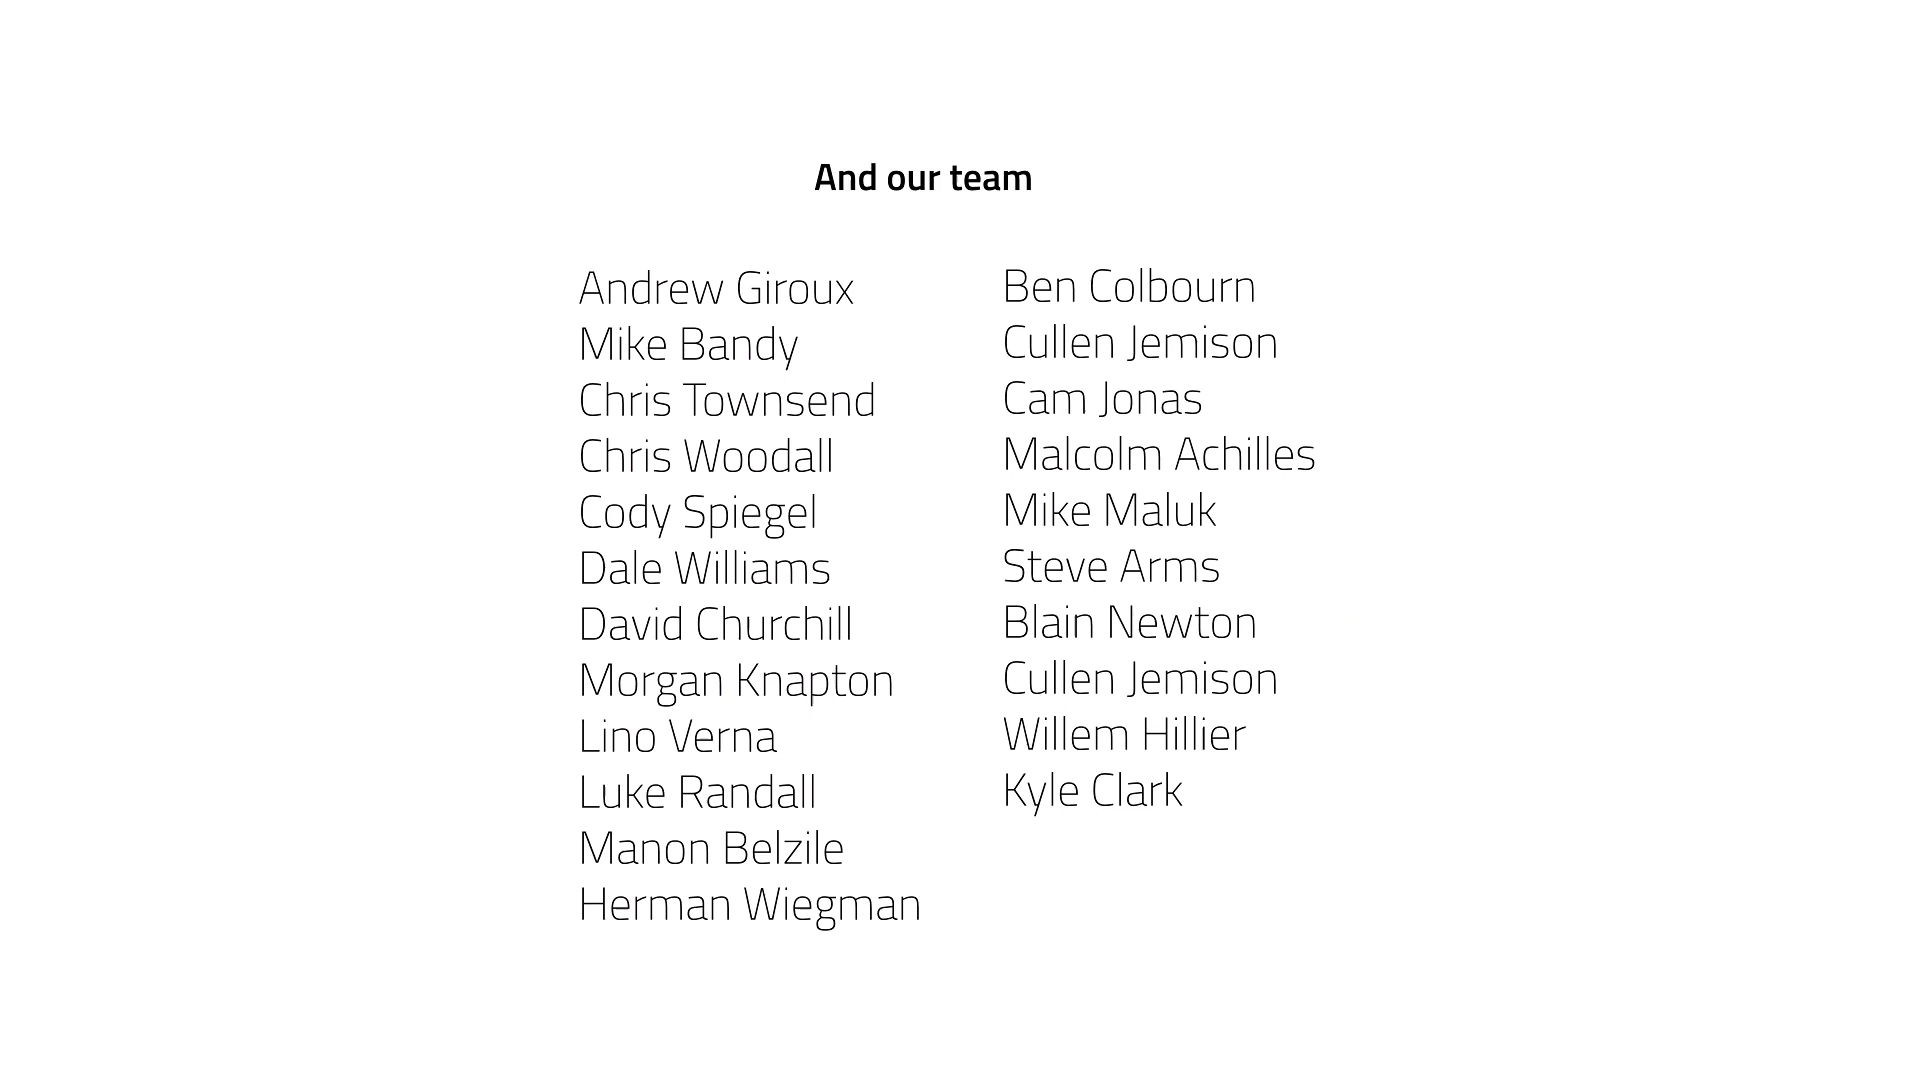 And our team
Andrew Giroux
Mike Bandy
Chris Townsend
Chris Woodall
Cody Spiegel
Dale Williams
David Churchill
Morgan Knapton
Lino Verna
Luke Randall
Manon Belzile
Herman Wiegman
Ben Colbourn
Cullen Jemison
Cam Jonas
Malcolm Achilles
Mike Maluk
Steve Arms
Blain Newton
Cullen Jemison
Willem Hillier
Kyle Clark